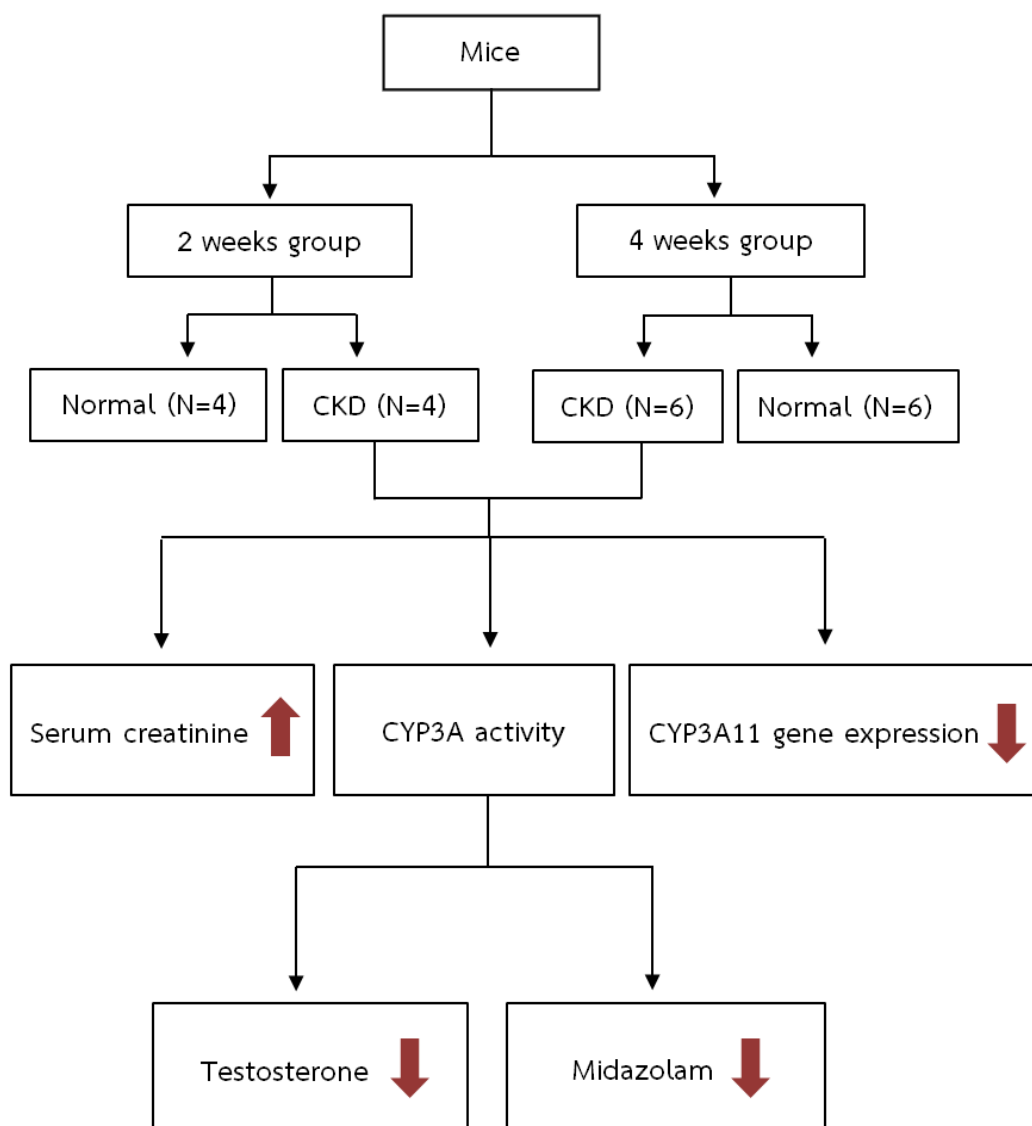 Mice
2 weeks group
4 weeks group
Normal (N=4)
CKD (N=4)
CKD (N=6)
Normal (N=6)
Serum creatinine
CYP3A activity
CYP3A11 gene expression
Testosterone
Midazolam